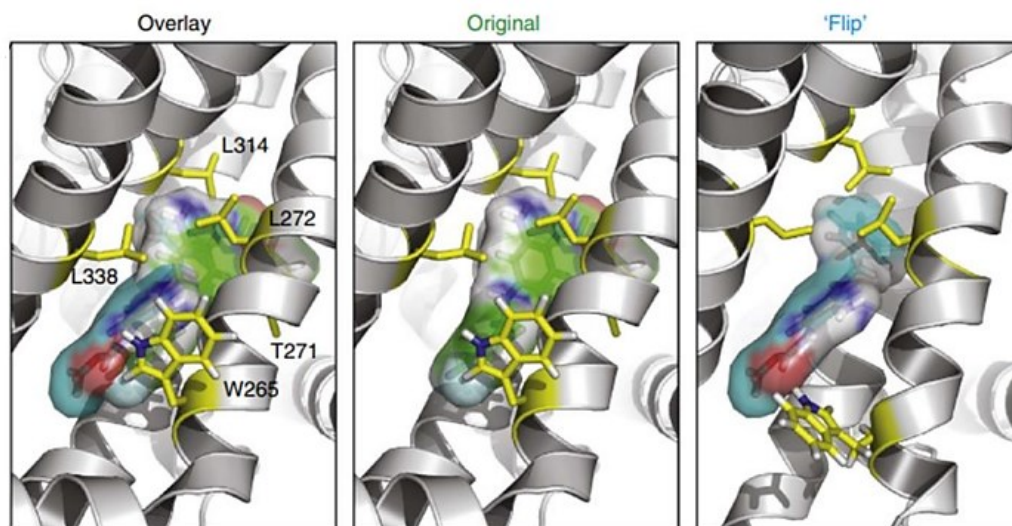 Overlay
Original
‘Flip’
L314
L272
L338
T271
W265